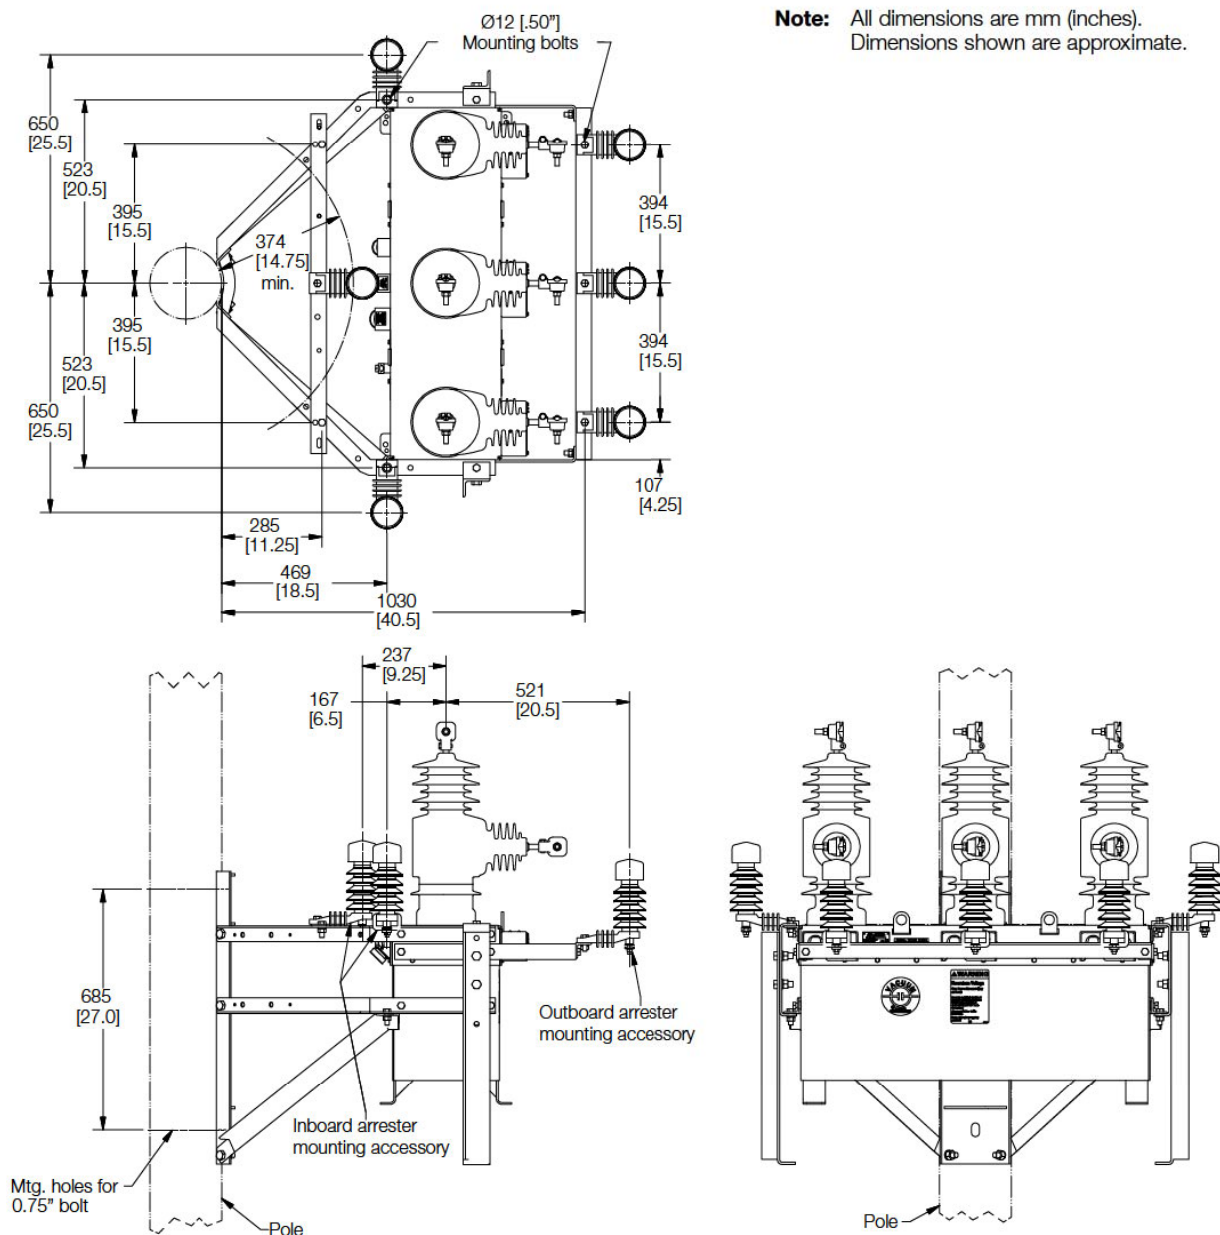 Ø12 [.50”]
Mounting bolts
Note: All dimensions are mm (inches).
Dimensions shown are approximate.
650
[25.5]
523
[20.5]
395
[15.5]
374
[14.75]
min.
394
[15.5]
395
[15.5]
523
[20.5]
650
[25.5]
394
[15.5]
107
[4.25]
285
[11.25]
469
[18.5]
1030
[40.5]
237
[9.25]
167
[6.5]
521
[20.5]
685
[27.0]
Outboard arrester
mounting accessory
Inboard arrester
mounting accessory
Mtg. holes for
0.75” bolt
Pole
VACUUM
WARNING
Pole